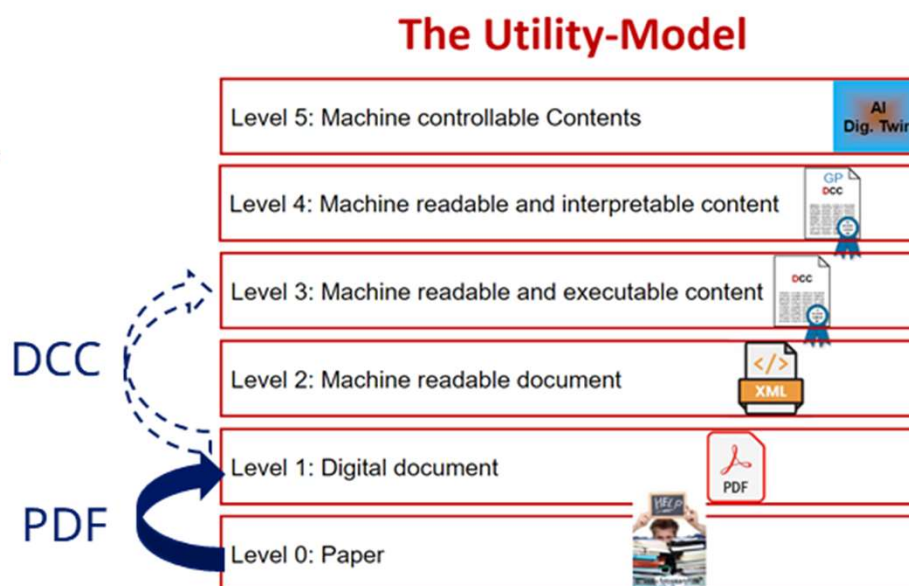 The Utility-Model
Level 5: Machine controllable Contents
AI
Dig. Twin
Level 4: Machine readable and interpretable content
GP
DCC
Level 3: Machine readable and executable content
DCC
DCC
Level 2: Machine readable document
</>
XML
Level 1: Digital document
PDF
PDF
HELP
Level 0: Paper